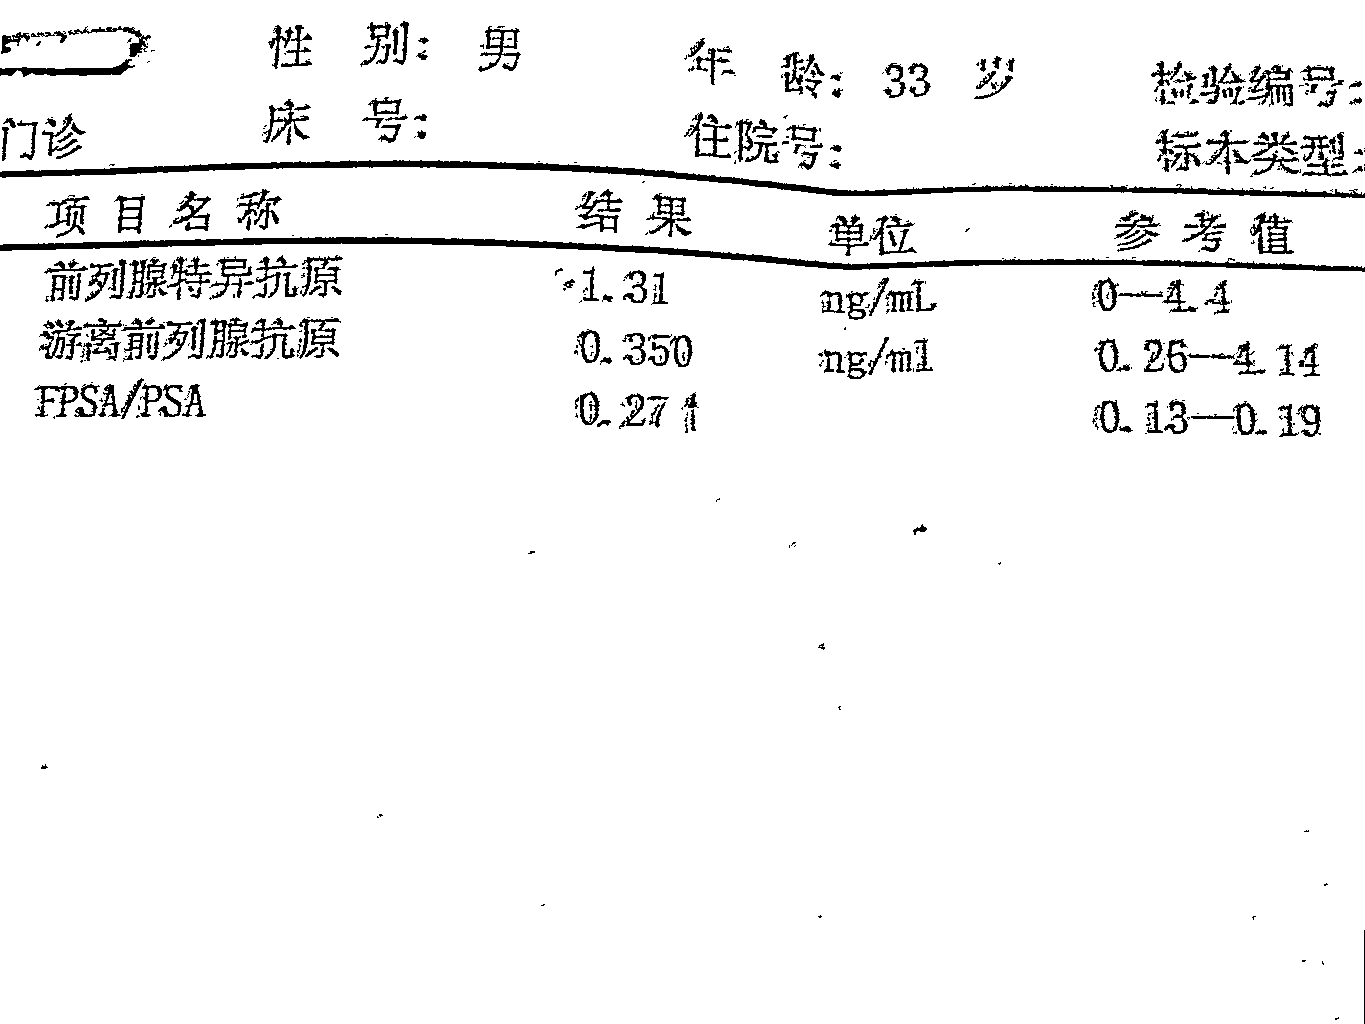 性 别: 男 年 龄: 33 岁 检验编号:
门诊 床 号: 住院号: 标本类型:
项目名称 结果 单位 参考值
前列腺特异抗原 1.31 ng/mL 0—4.4
游离前列腺抗原 0.350 ng/ml 0.26—4.14
FPSA/PSA 0.27 0.13—0.19